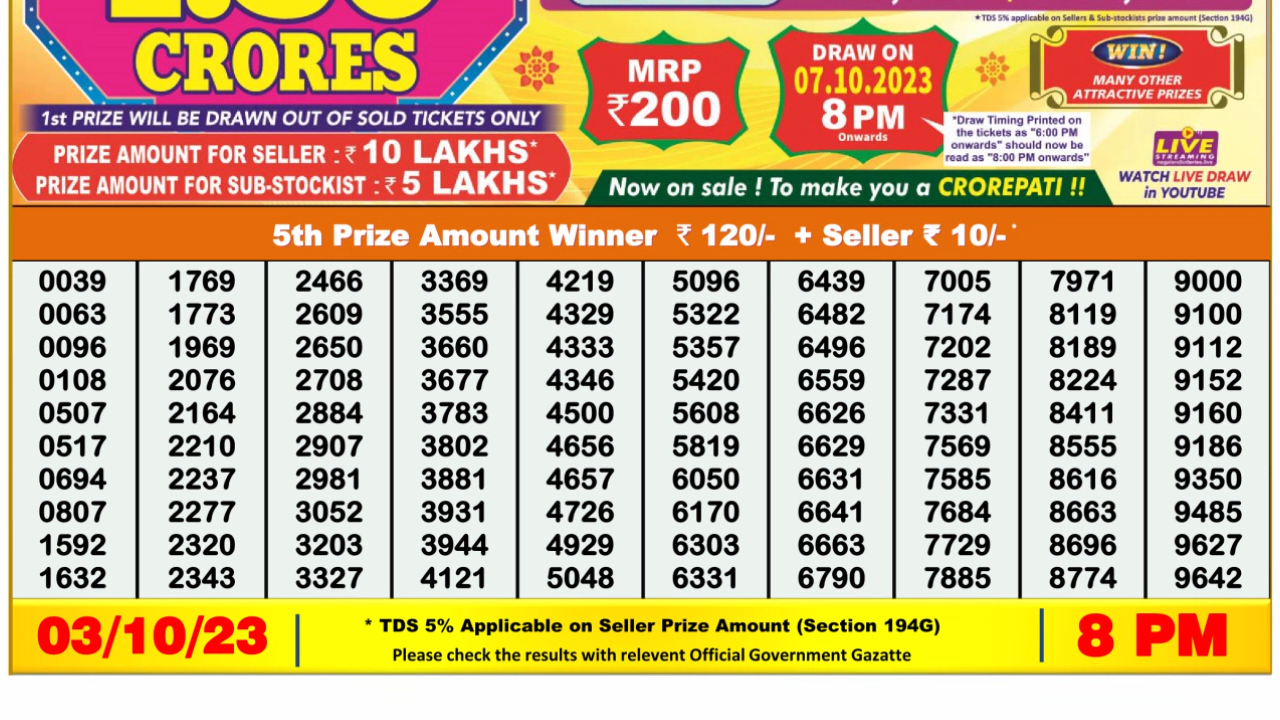 * TDS 5% applicable on Sellers & Sub-stockists prize amount (Section 194G)
CRORES
1st PRIZE WILL BE DRAWN OUT OF SOLD TICKETS ONLY
PRIZE AMOUNT FOR SELLER : ₹ 10 LAKHS*
PRIZE AMOUNT FOR SUB-STOCKIST : ₹ 5 LAKHS*
MRP
₹200
DRAW ON
07.10.2023
8 PM
Onwards
*Draw Timing Printed on
the tickets as "6:00 PM
onwards" should now be
read as "8:00 PM onwards"
WIN!
MANY OTHER
ATTRACTIVE PRIZES
LIVE
STREAMING
WATCH LIVE DRAW
in YOUTUBE
Now on sale ! To make you a CROREPATI !!
5th Prize Amount Winner ₹ 120/- + Seller ₹ 10/- *
0039 1769 2466 3369 4219 5096 6439 7005 7971 9000
0063 1773 2609 3555 4329 5322 6482 7174 8119 9100
0096 1969 2650 3660 4333 5357 6496 7202 8189 9112
0108 2076 2708 3677 4346 5420 6559 7287 8224 9152
0507 2164 2884 3783 4500 5608 6626 7331 8411 9160
0517 2210 2907 3802 4656 5819 6629 7569 8555 9186
0694 2237 2981 3881 4657 6050 6631 7585 8616 9350
0807 2277 3052 3931 4726 6170 6641 7684 8663 9485
1592 2320 3203 3944 4929 6303 6663 7729 8696 9627
1632 2343 3327 4121 5048 6331 6790 7885 8774 9642
03/10/23
* TDS 5% Applicable on Seller Prize Amount (Section 194G)
Please check the results with relevent Official Government Gazatte
8 PM